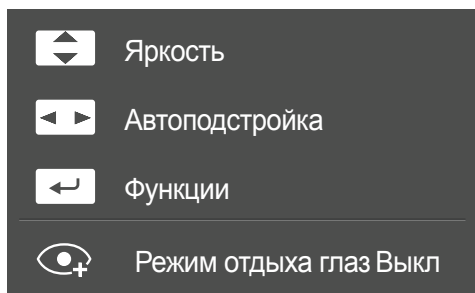 Яркость
Автоподстройка
Функции
Режим отдыха глаз Выкл